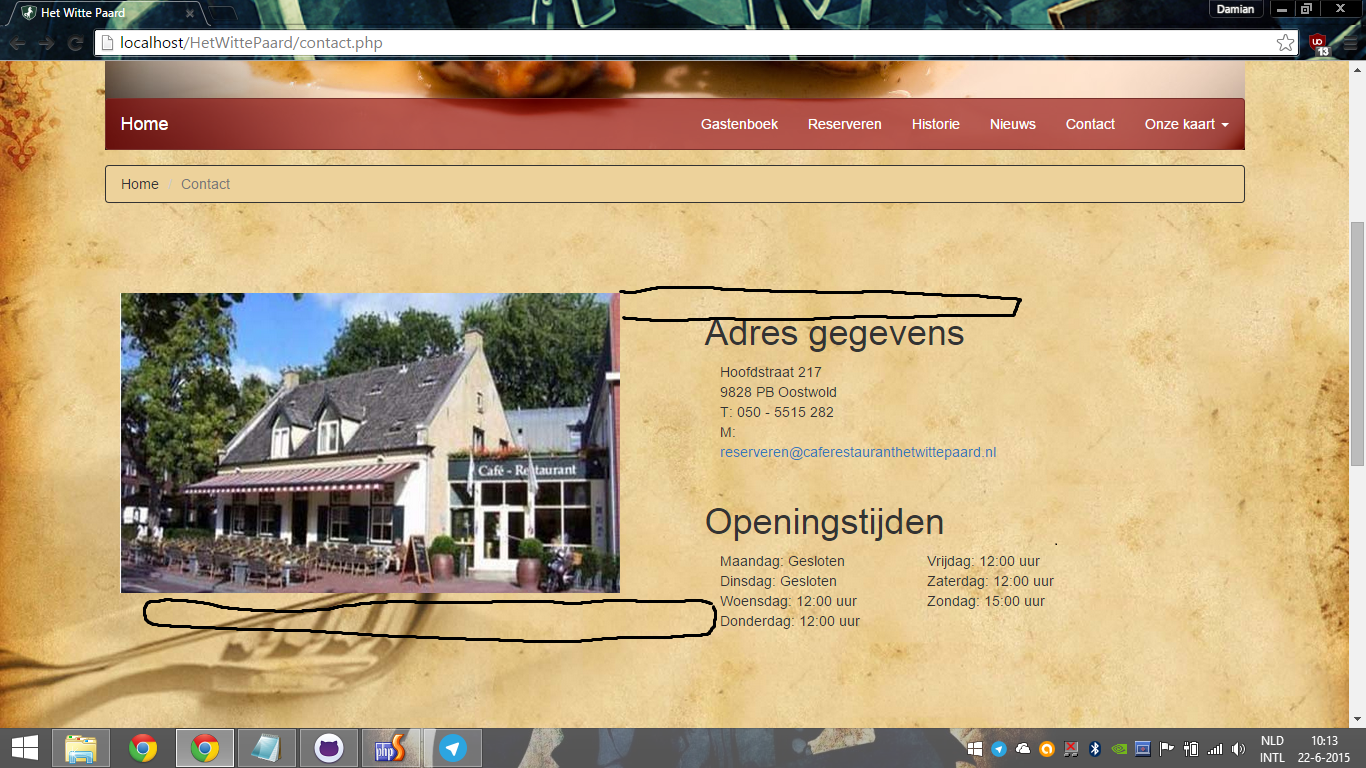 Het Witte Paard
Damian
localhost/HetWittePaard/contact.php
13
Home
Gastenboek
Reserveren
Historie
Nieuws
Contact
Onze kaart
Home / Contact
Café - Restaurant
Adres gegevens
Hoofdstraat 217
9828 PB Oostwold
T: 050 - 5515 282
M:
reserveren@caferestauranthetwittepaard.nl
Openingstijden
Maandag: Gesloten
Dinsdag: Gesloten
Woensdag: 12:00 uur
Donderdag: 12:00 uur
Vrijdag: 12:00 uur
Zaterdag: 12:00 uur
Zondag: 15:00 uur
php
NLD
INTL
10:13
22-6-2015